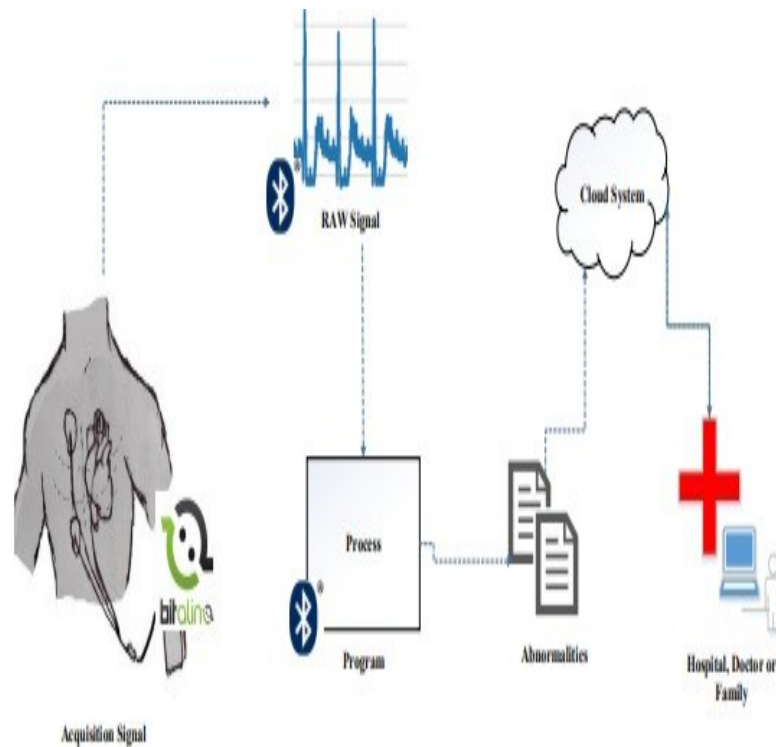 RAW Signal
®
Cloud System
bitalino
Process
®
Program
Abnormalities
Hospital, Doctor or
Family
Acquisition Signal